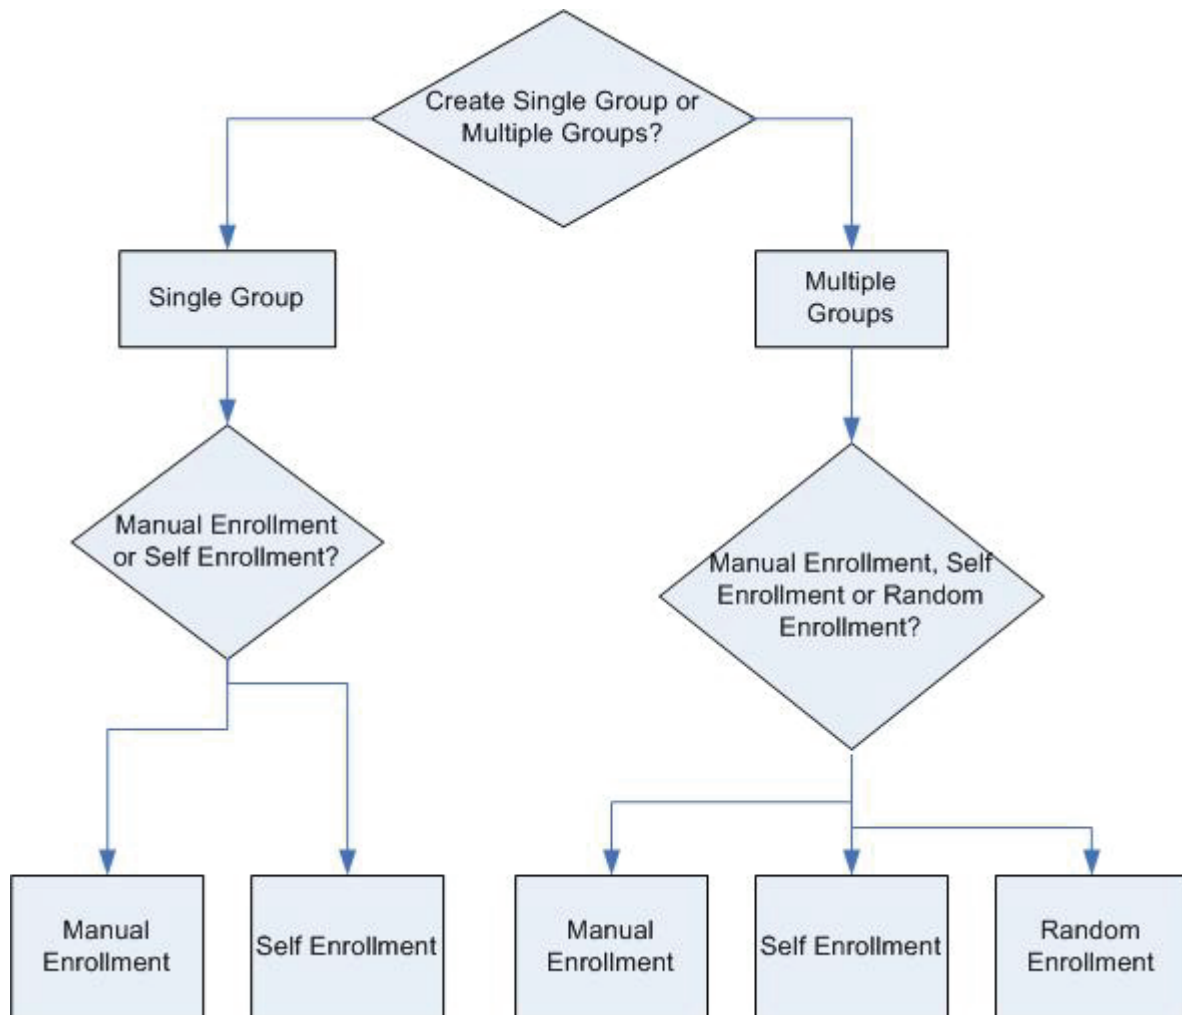 Create Single Group or
Multiple Groups?
Single Group
Multiple
Groups
Manual Enrollment
or Self Enrollment?
Manual Enrollment, Self
Enrollment or Random
Enrollment?
Manual
Enrollment
Self Enrollment
Manual
Enrollment
Self Enrollment
Random
Enrollment